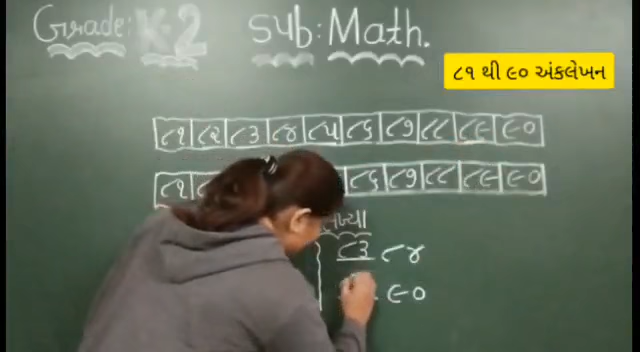 Grade: K-2 Sub: Math.
૮૧ થી ૯૦ અંકલેખન
૮૧ ૮૨ ૮૩ ૮૪ ૮૫ ૮૬ ૮૭ ૮૮ ૮૯ ૯૦
૮૧ ૮૬ ૮૭ ૮૮ ૮૯ ૯૦
૮૩ ૮૪
૯૦